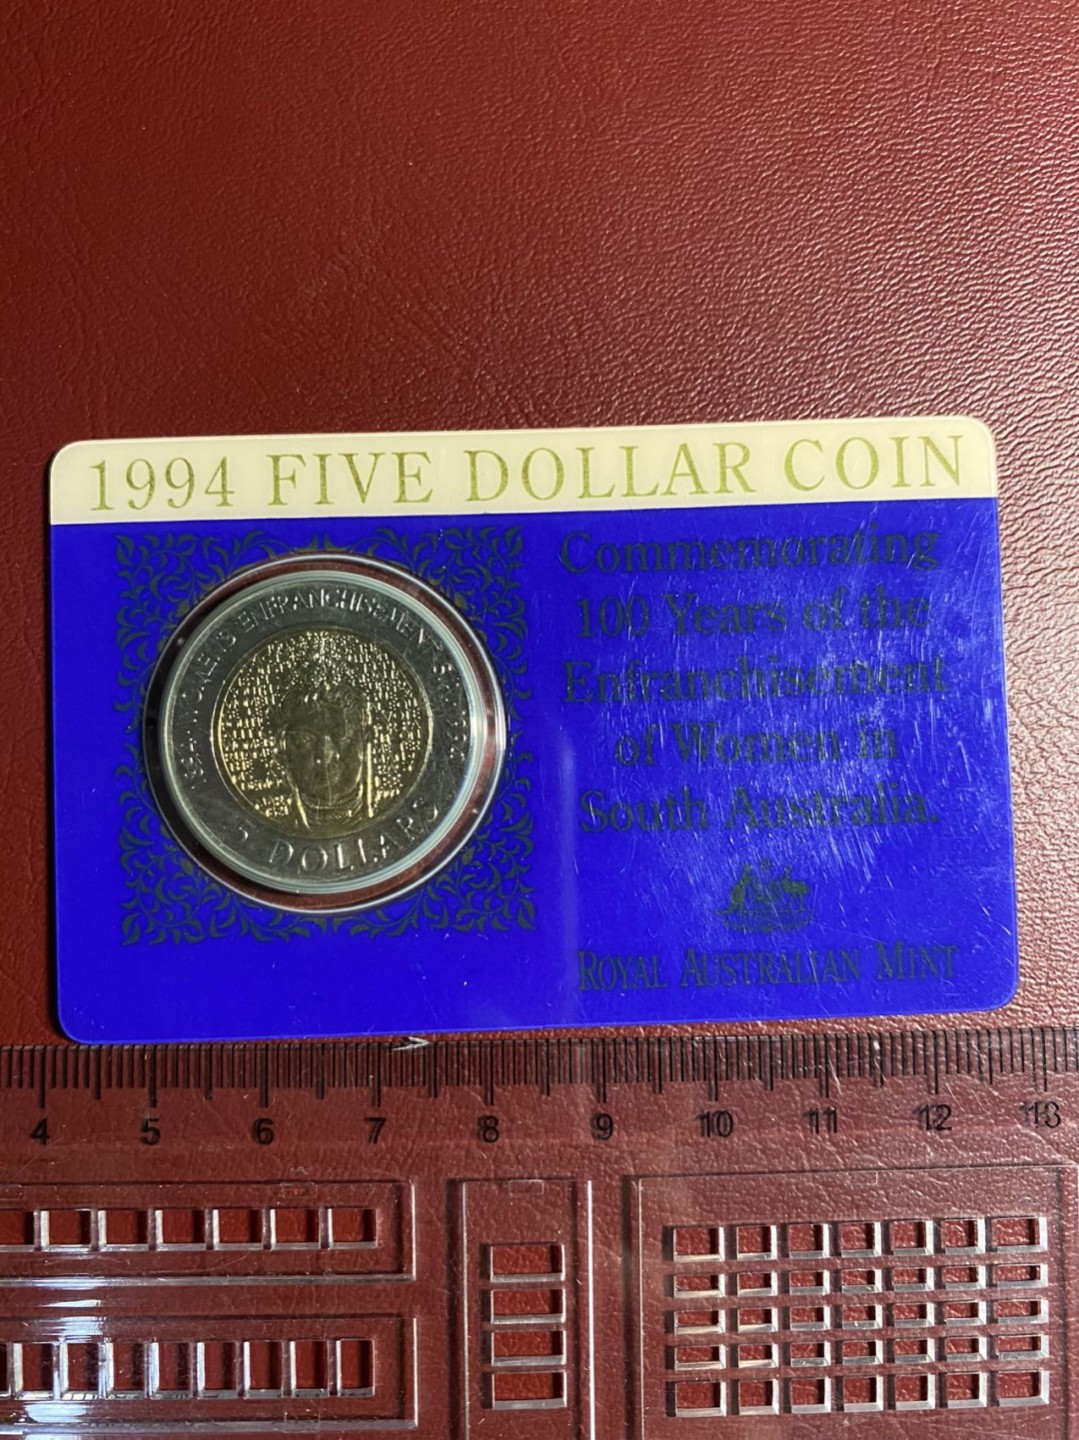 1994 FIVE DOLLAR COIN
Commemorating
100 Years of the
Enfranchisement
of Women in
South Australia.
ROYAL AUSTRALIAN MINT
WOMEN'S ENFRANCHISEMENT
5 DOLLARS
4 5 6 7 8 9 10 11 12 13